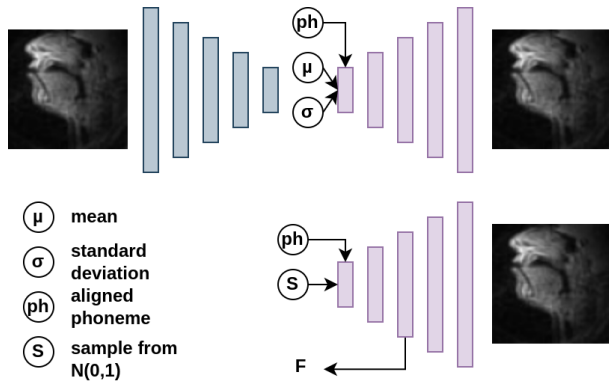 ph
μ
σ
μ mean
σ standard
deviation
ph aligned
phoneme
S sample from
N(0,1)
ph
S
F